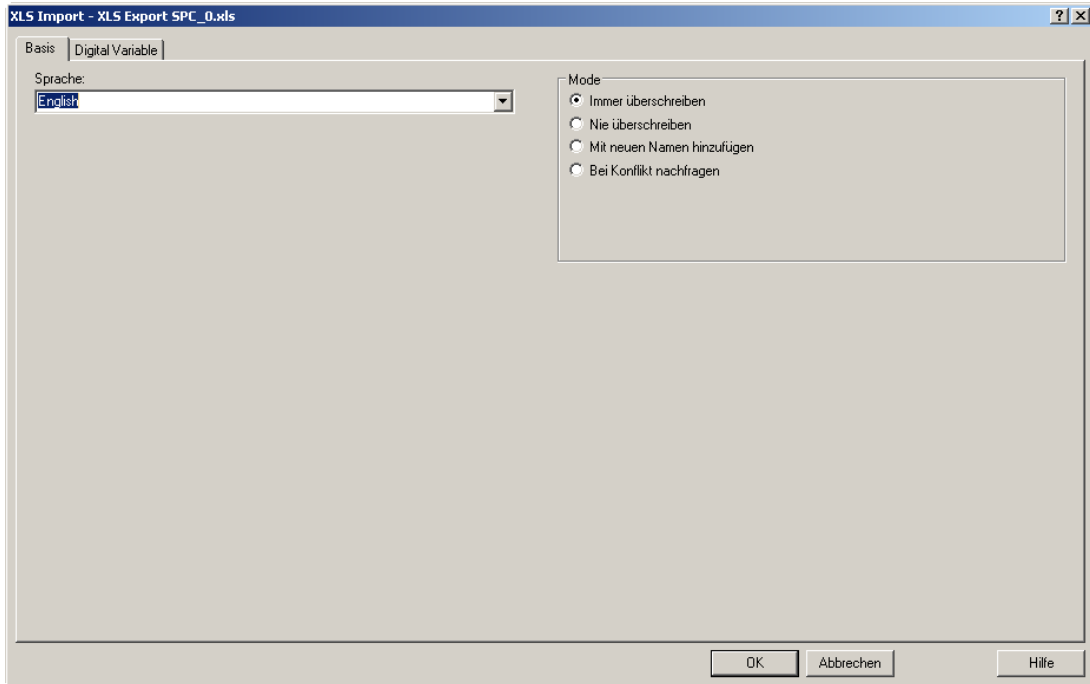 XLS Import - XLS Export SPC_0.xls
Basis
Digital Variable
Sprache:
English
Mode
Immer überschreiben
Nie überschreiben
Mit neuen Namen hinzufügen
Bei Konflikt nachfragen
OK
Abbrechen
Hilfe